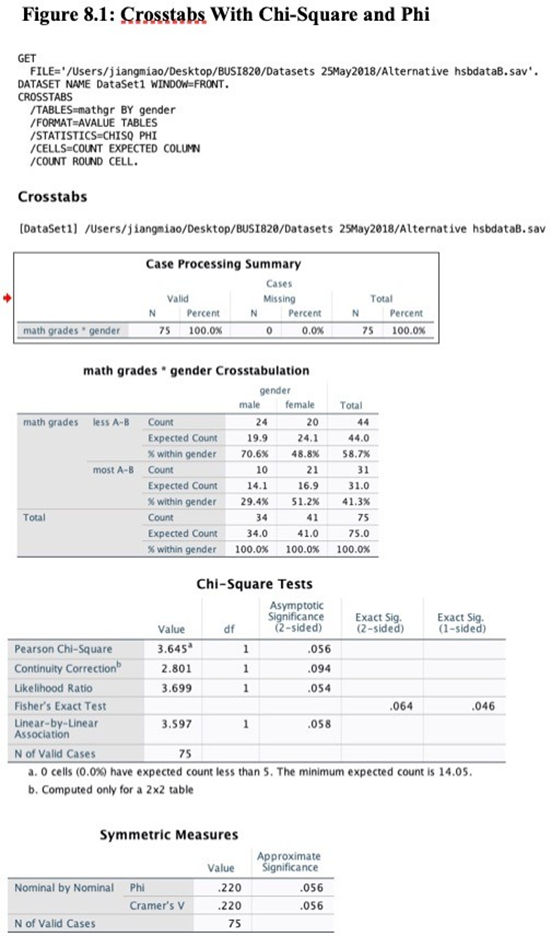 Figure 8.1: Crosstabs With Chi-Square and Phi
GET
FILE='/Users/jiangmiao/Desktop/BUSI820/Datasets 25May2018/Alternative hsbdataB.sav'.
DATASET NAME DataSet1 WINDOW=FRONT.
CROSSTABS
/TABLES=mathgr BY gender
/FORMAT=AVALUE TABLES
/STATISTICS=CHISQ PHI
/CELLS=COUNT EXPECTED COLUMN
/COUNT ROUND CELL.
Crosstabs
[DataSet1] /Users/jiangmiao/Desktop/BUSI820/Datasets 25May2018/Alternative hsbdataB.sav
Case Processing Summary
Cases
Valid Missing Total
N Percent N Percent N Percent
math grades * gender 75 100.0% 0 0.0% 75 100.0%
math grades * gender Crosstabulation
gender
male female Total
math grades less A-B Count 24 20 44
Expected Count 19.9 24.1 44.0
% within gender 70.6% 48.8% 58.7%
most A-B Count 10 21 31
Expected Count 14.1 16.9 31.0
% within gender 29.4% 51.2% 41.3%
Total Count 34 41 75
Expected Count 34.0 41.0 75.0
% within gender 100.0% 100.0% 100.0%
Chi-Square Tests
Value df Asymptotic Significance (2-sided) Exact Sig. (2-sided) Exact Sig. (1-sided)
Pearson Chi-Square 3.645a 1 .056
Continuity Correctionb 2.801 1 .094
Likelihood Ratio 3.699 1 .054
Fisher's Exact Test .064 .046
Linear-by-Linear Association 3.597 1 .058
N of Valid Cases 75
a. 0 cells (0.0%) have expected count less than 5. The minimum expected count is 14.05.
b. Computed only for a 2x2 table
Symmetric Measures
Value Approximate Significance
Nominal by Nominal Phi .220 .056
Cramer's V .220 .056
N of Valid Cases 75